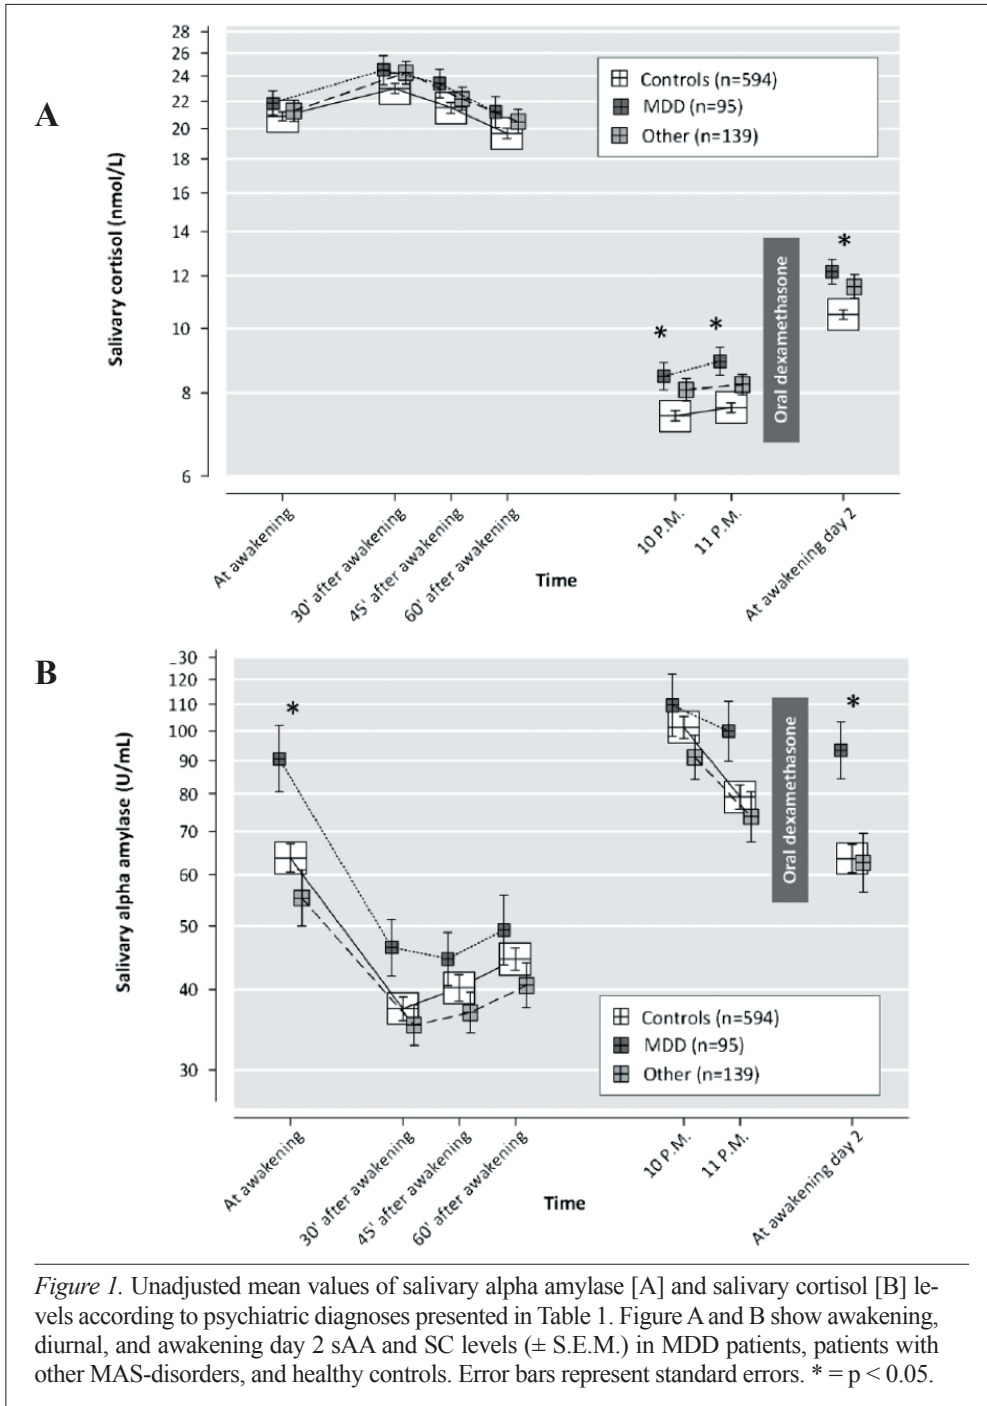 A
Salivary cortisol (nmol/L)
28
26
24
22
20
18
16
14
12
10
8
6
Controls (n=594)
MDD (n=95)
Other (n=139)
*
*
*
Oral dexamethasone
At awakening
30' after awakening
45' after awakening
60' after awakening
10 P.M.
11 P.M.
At awakening day 2
Time
B
Salivary alpha amylase (U/mL)
_30
120
110
100
90
80
70
60
50
40
30
*
*
Oral dexamethasone
Controls (n=594)
MDD (n=95)
Other (n=139)
At awakening
30' after awakening
45' after awakening
60' after awakening
10 P.M.
11 P.M.
At awakening day 2
Time
Figure 1. Unadjusted mean values of salivary alpha amylase [A] and salivary cortisol [B] le-
vels according to psychiatric diagnoses presented in Table 1. Figure A and B show awakening,
diurnal, and awakening day 2 sAA and SC levels (± S.E.M.) in MDD patients, patients with
other MAS-disorders, and healthy controls. Error bars represent standard errors. * = p < 0.05.